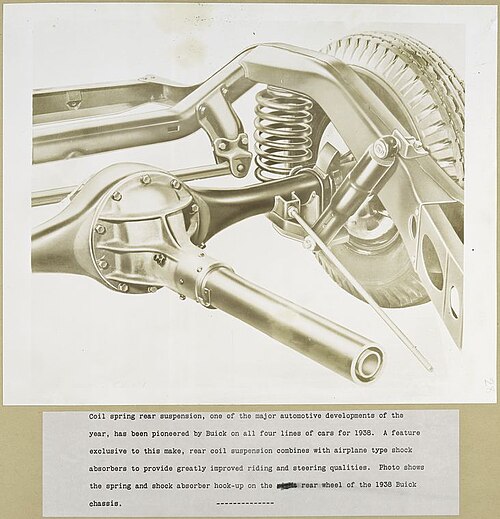 Coil spring rear suspension, one of the major automotive developments of the
year, has been pioneered by Buick on all four lines of cars for 1938. A feature
exclusive to this make, rear coil suspension combines with airplane type shock
absorbers to provide greatly improved riding and steering qualities. Photo shows
the spring and shock absorber hook-up on the rear wheel of the 1938 Buick
chassis. --------------